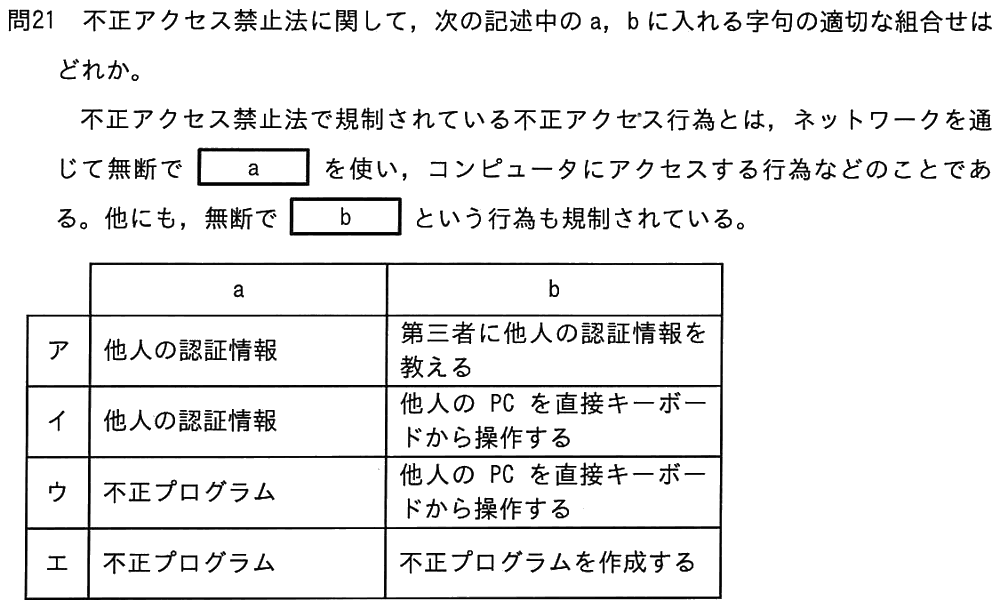 問21 不正アクセス禁止法に関して，次の記述中の a，b に入れる字句の適切な組合せは
どれか。
不正アクセス禁止法で規制されている不正アクセス行為とは，ネットワークを通
じて無断で a を使い，コンピュータにアクセスする行為などのことであ
る。他にも，無断で b という行為も規制されている。
a b
ア 他人の認証情報 第三者に他人の認証情報を
教える
イ 他人の認証情報 他人の PC を直接キーボー
ドから操作する
ウ 不正プログラム 他人の PC を直接キーボー
ドから操作する
エ 不正プログラム 不正プログラムを作成する